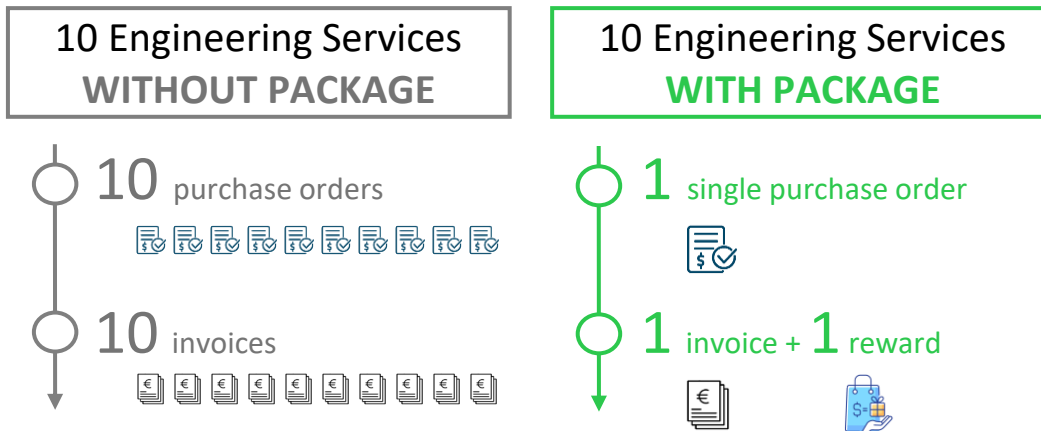 10 Engineering Services
WITHOUT PACKAGE
10 purchase orders
$ $ $ $ $ $ $ $ $ $
10 invoices
€ € € € € € € € € €
10 Engineering Services
WITH PACKAGE
1 single purchase order
$
1 invoice + 1 reward
€
$=